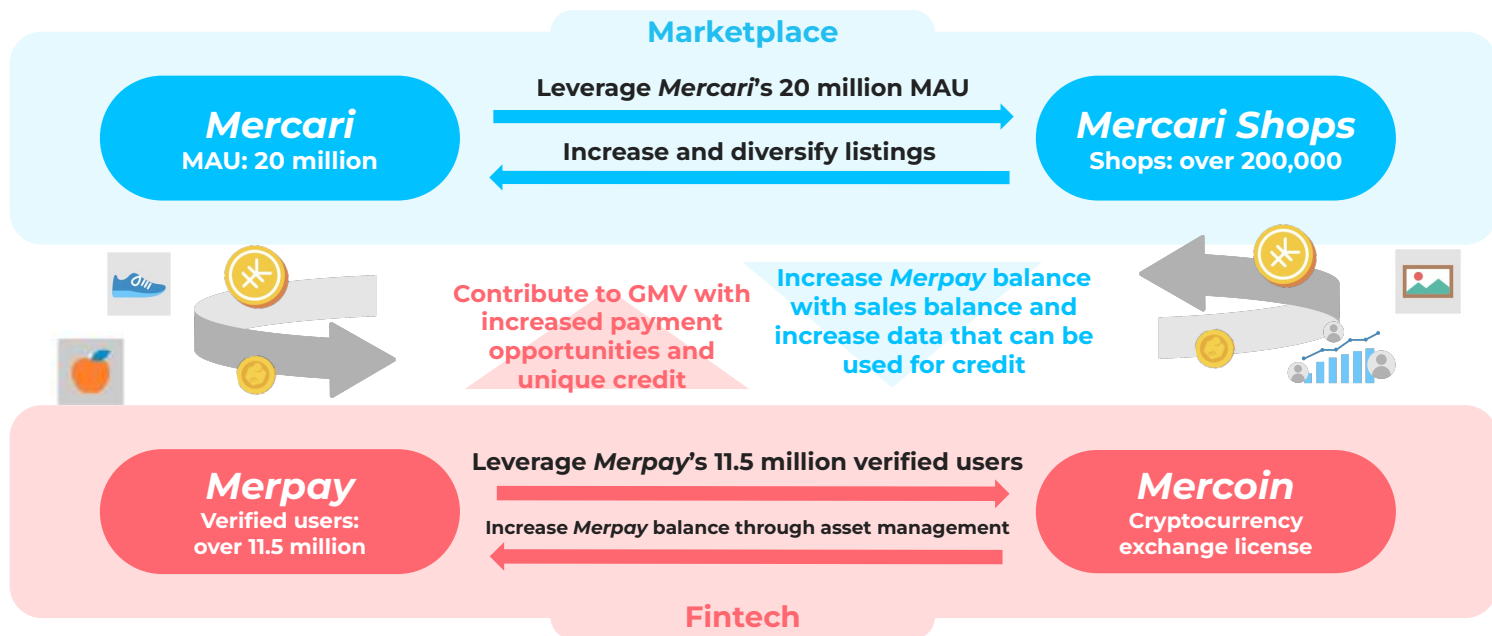 Marketplace
Mercari
MAU: 20 million
Leverage Mercari's 20 million MAU
Increase and diversify listings
Mercari Shops
Shops: over 200,000
Contribute to GMV with
increased payment
opportunities and
unique credit
Increase Merpay balance
with sales balance and
increase data that can be
used for credit
Merpay
Verified users:
over 11.5 million
Leverage Merpay's 11.5 million verified users
Increase Merpay balance through asset management
Mercoin
Cryptocurrency
exchange license
Fintech